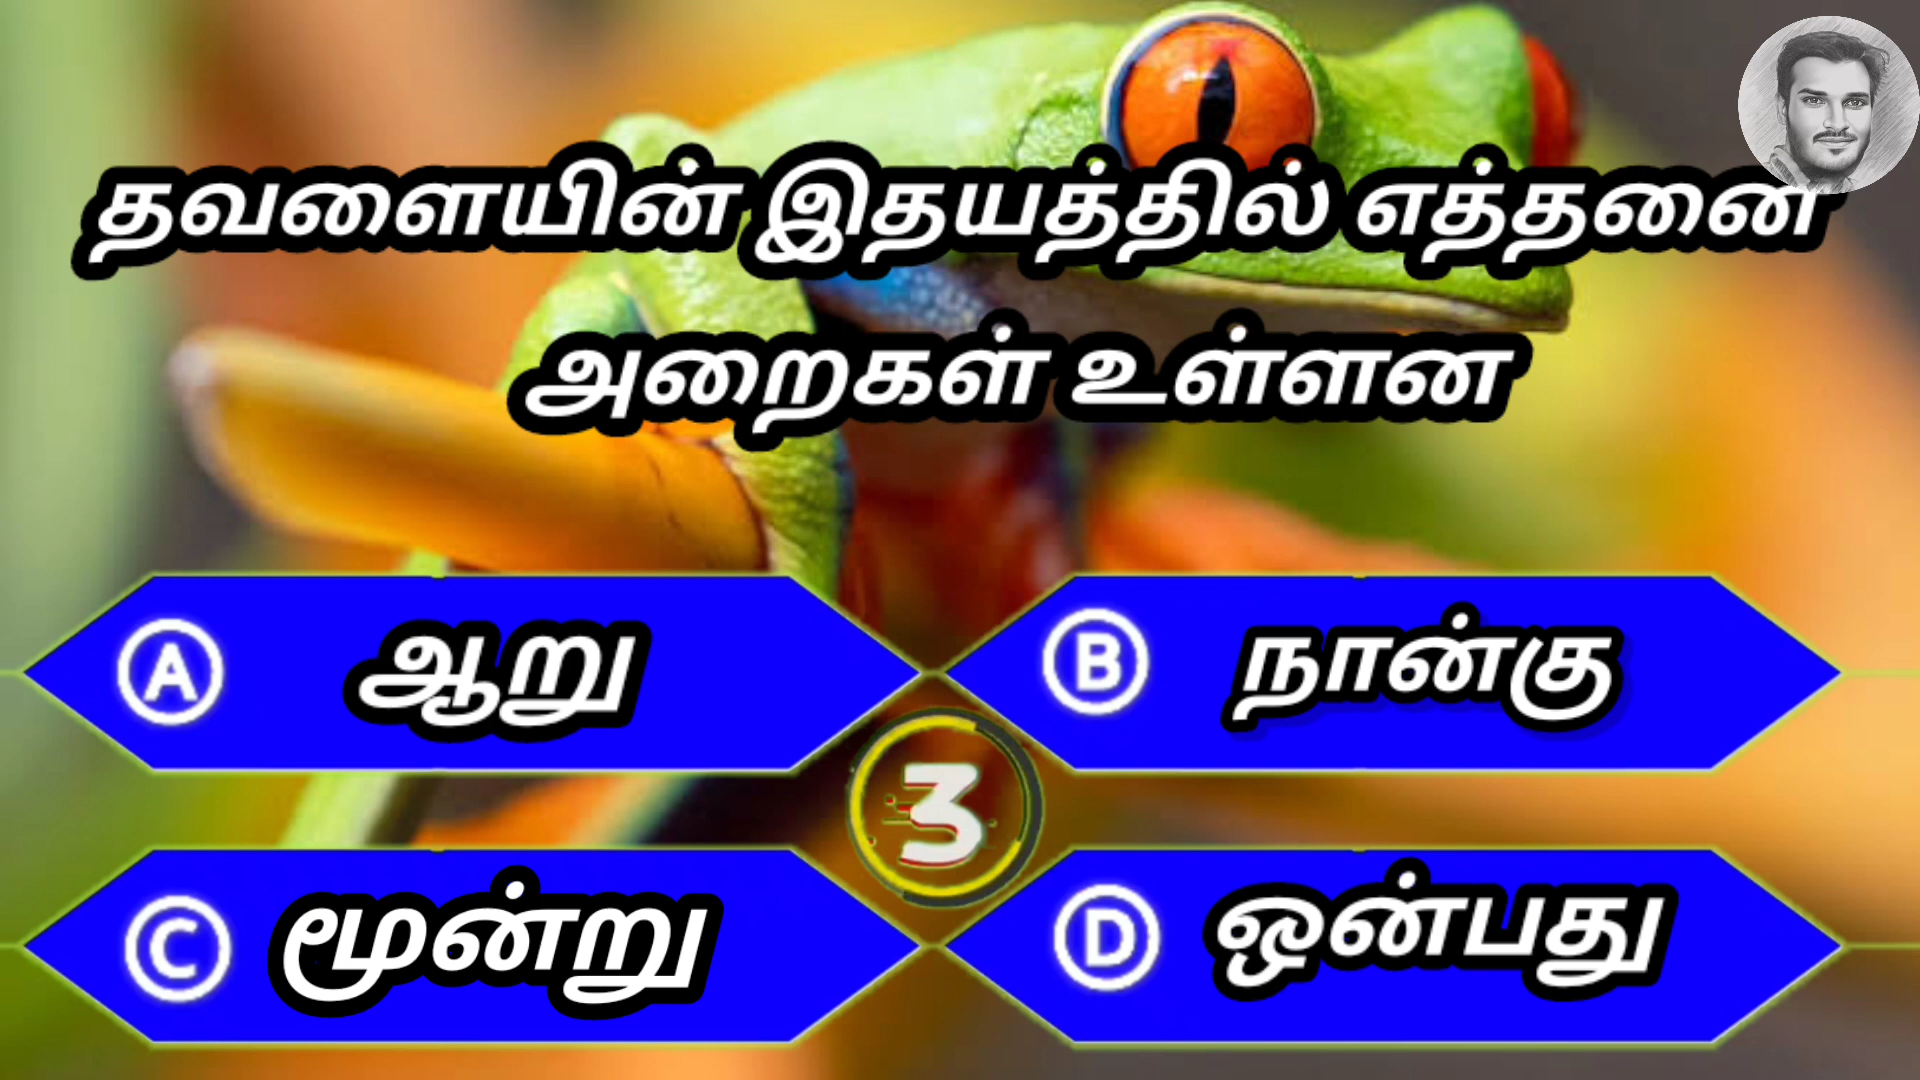 தவளையின் இதயத்தில் எத்தனை
அறைகள் உள்ளன
A ஆறு
B நான்கு
3
C மூன்று
D ஒன்பது